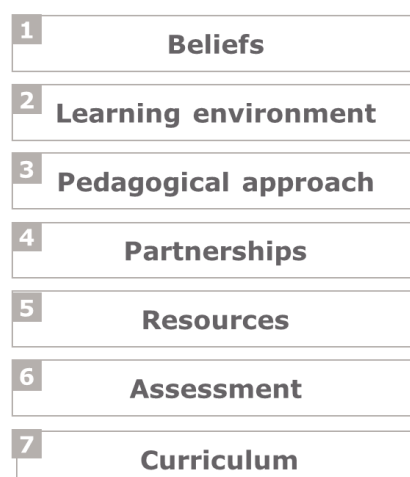 1
Beliefs
2
Learning environment
3
Pedagogical approach
4
Partnerships
5
Resources
6
Assessment
7
Curriculum